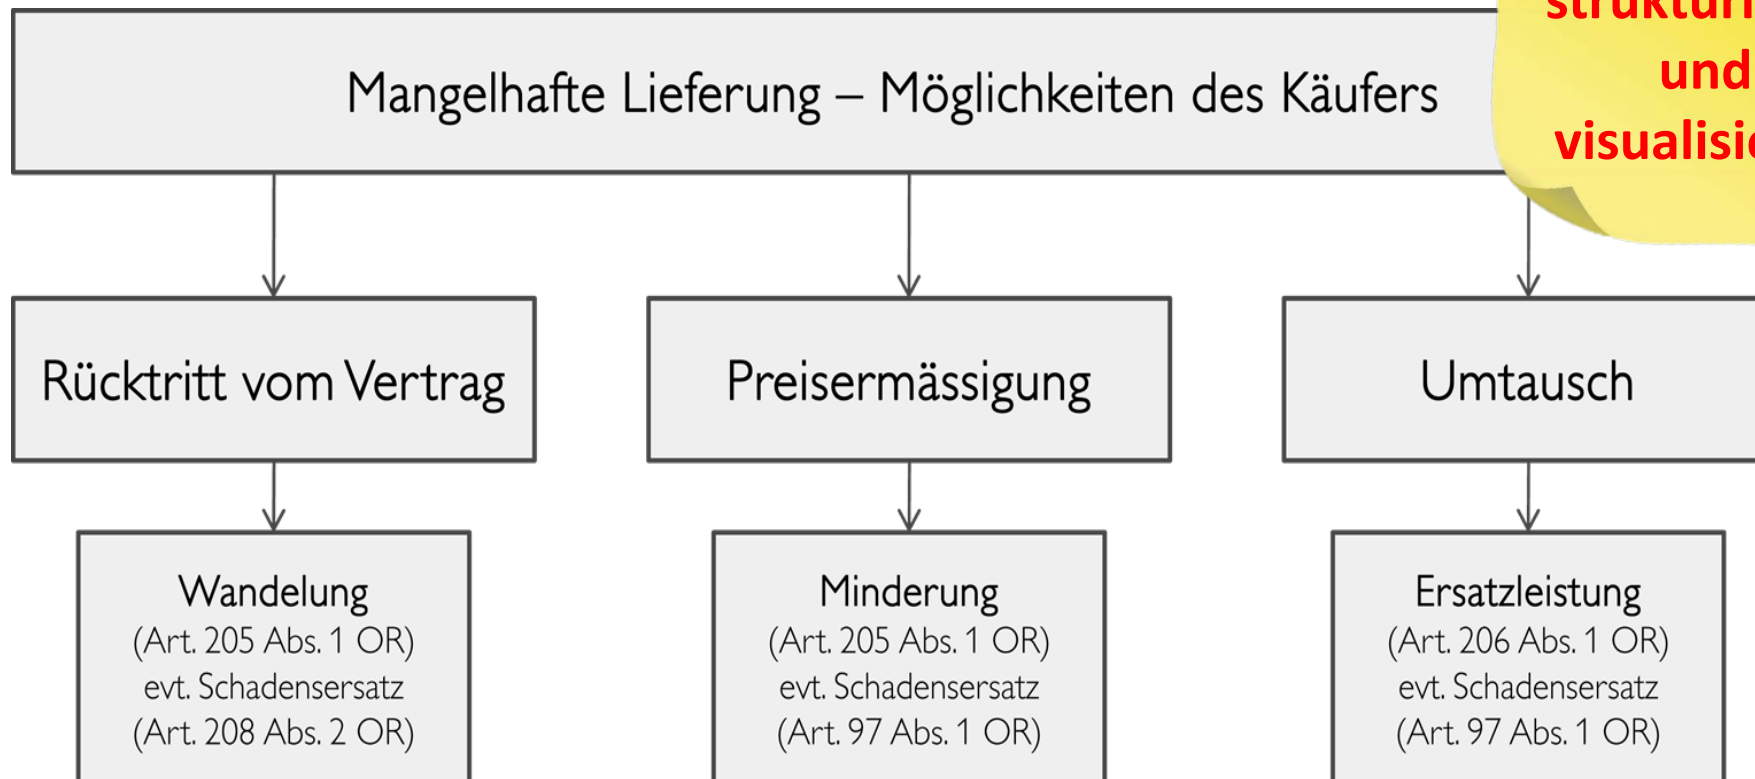 und
Mangelhafte Lieferung – Möglichkeiten des Käufers
Rücktritt vom Vertrag
Preisermässigung
Umtausch
Wandelung
(Art. 205 Abs. 1 OR)
evt. Schadensersatz
(Art. 208 Abs. 2 OR)
Minderung
(Art. 205 Abs. 1 OR)
evt. Schadensersatz
(Art. 97 Abs. 1 OR)
Ersatzleistung
(Art. 206 Abs. 1 OR)
evt. Schadensersatz
(Art. 97 Abs. 1 OR)